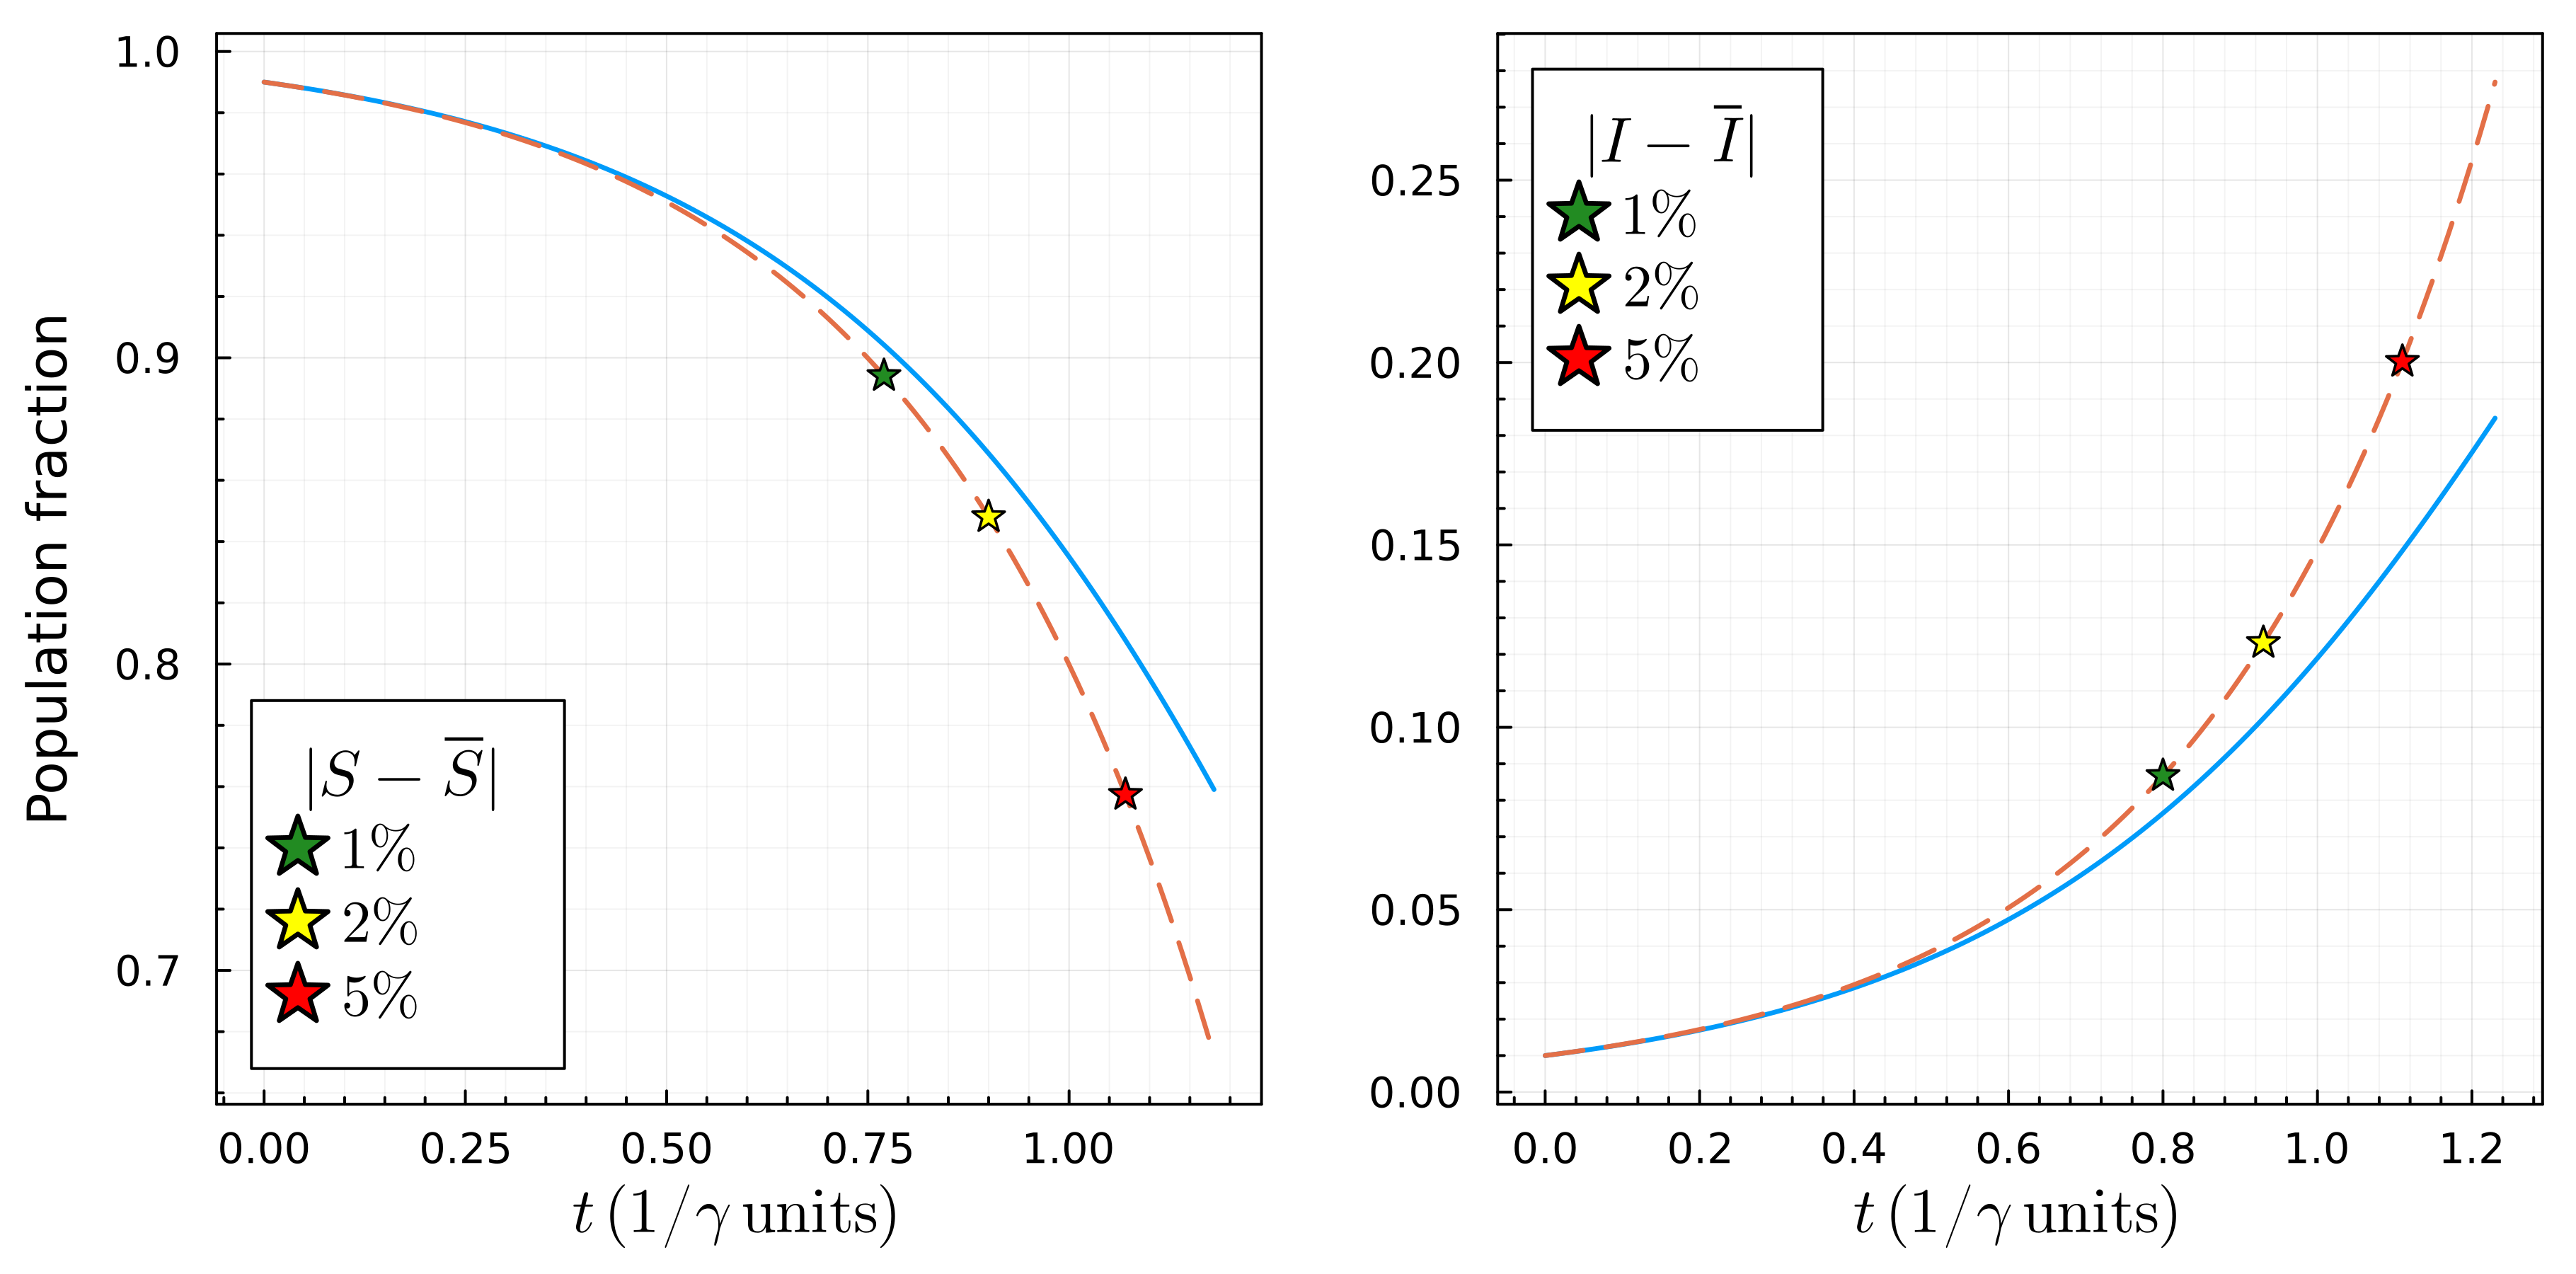 Population fraction
1.0
0.9
0.8
0.7
|S − S̅|
1%
2%
5%
0.00 0.25 0.50 0.75 1.00
t (1/γ units)
|I − I̅|
1%
2%
5%
0.25
0.20
0.15
0.10
0.05
0.00
0.0 0.2 0.4 0.6 0.8 1.0 1.2
t (1/γ units)